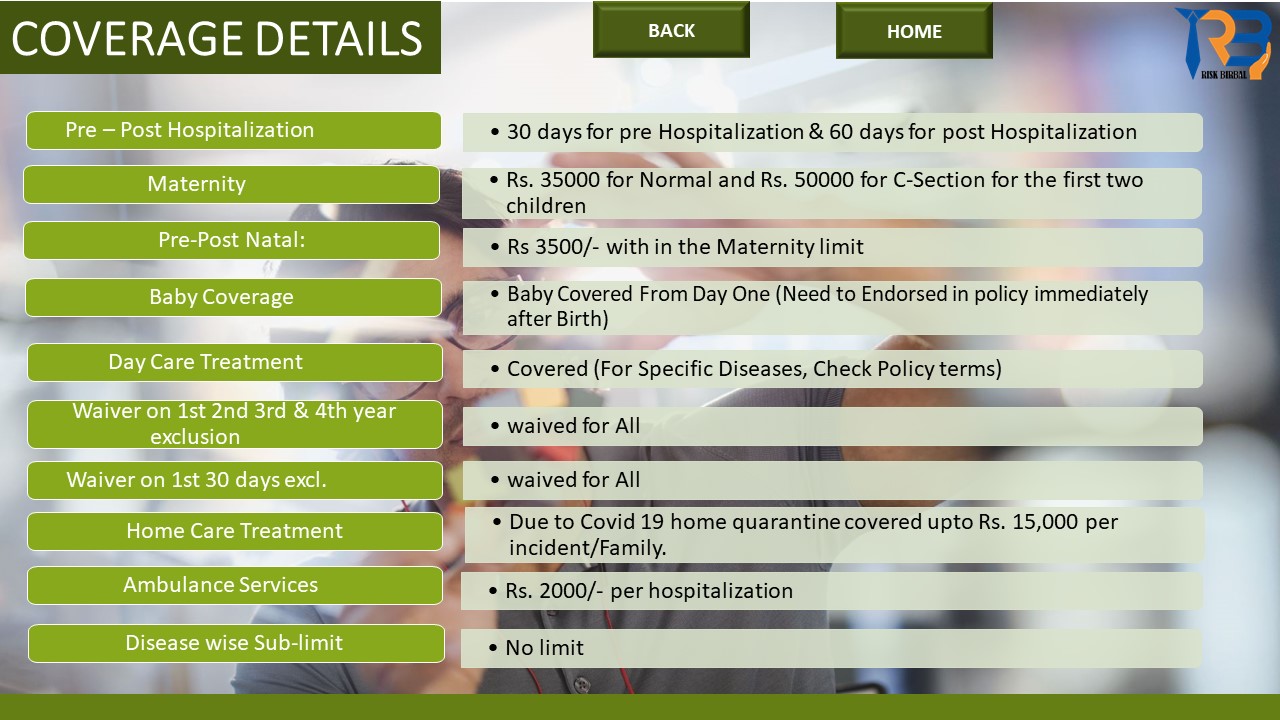 COVERAGE DETAILS
BACK
HOME
RISK BIRBAL
Pre – Post Hospitalization
• 30 days for pre Hospitalization & 60 days for post Hospitalization
Maternity
• Rs. 35000 for Normal and Rs. 50000 for C-Section for the first two
children
Pre-Post Natal:
• Rs 3500/- with in the Maternity limit
Baby Coverage
• Baby Covered From Day One (Need to Endorsed in policy immediately
after Birth)
Day Care Treatment
• Covered (For Specific Diseases, Check Policy terms)
Waiver on 1st 2nd 3rd & 4th year
exclusion
• waived for All
Waiver on 1st 30 days excl.
• waived for All
Home Care Treatment
• Due to Covid 19 home quarantine covered upto Rs. 15,000 per
incident/Family.
Ambulance Services
• Rs. 2000/- per hospitalization
Disease wise Sub-limit
• No limit